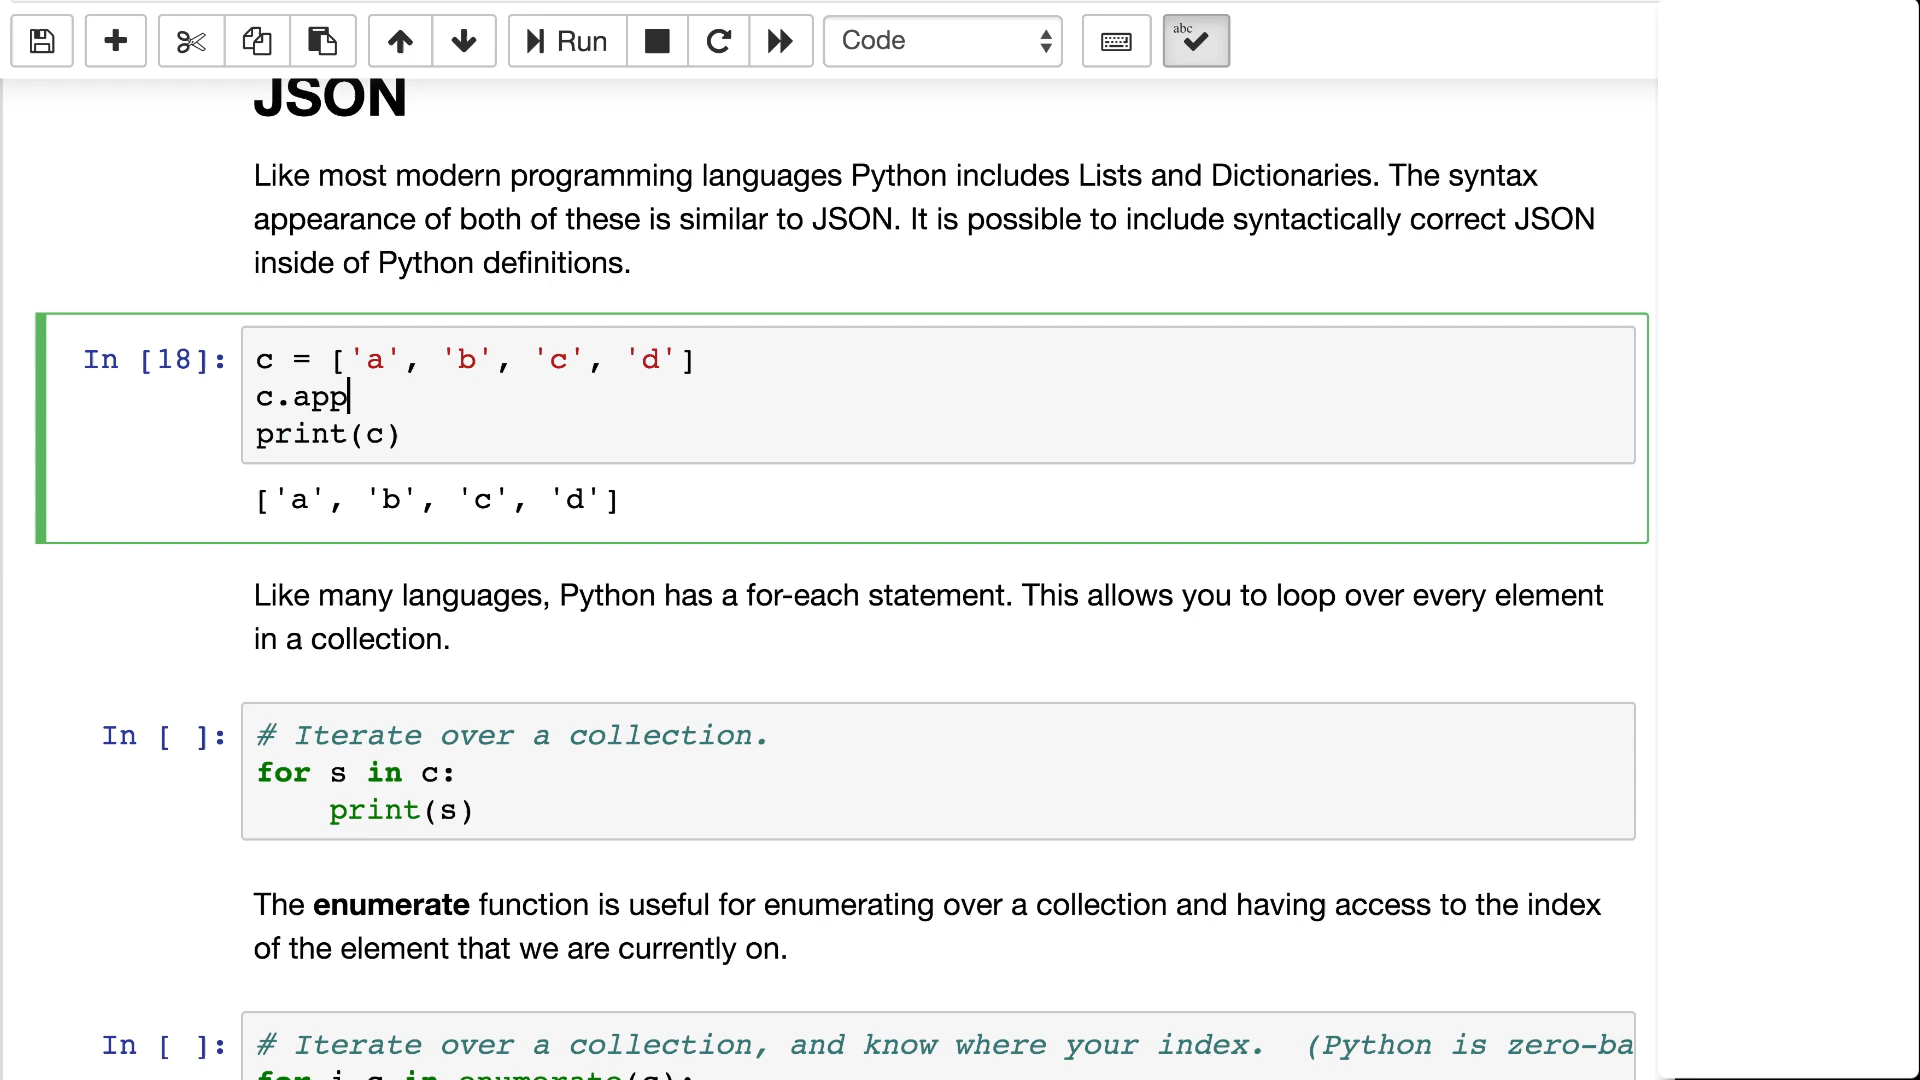 Run
Code
abc
JSON
Like most modern programming languages Python includes Lists and Dictionaries. The syntax
appearance of both of these is similar to JSON. It is possible to include syntactically correct JSON
inside of Python definitions.
In [18]: c = ['a', 'b', 'c', 'd']
c.app
print(c)
['a', 'b', 'c', 'd']
Like many languages, Python has a for-each statement. This allows you to loop over every element
in a collection.
In [ ]: # Iterate over a collection.
for s in c:
    print(s)
The enumerate function is useful for enumerating over a collection and having access to the index
of the element that we are currently on.
In [ ]: # Iterate over a collection, and know where your index.  (Python is zero-ba
for i,s in enumerate(c):